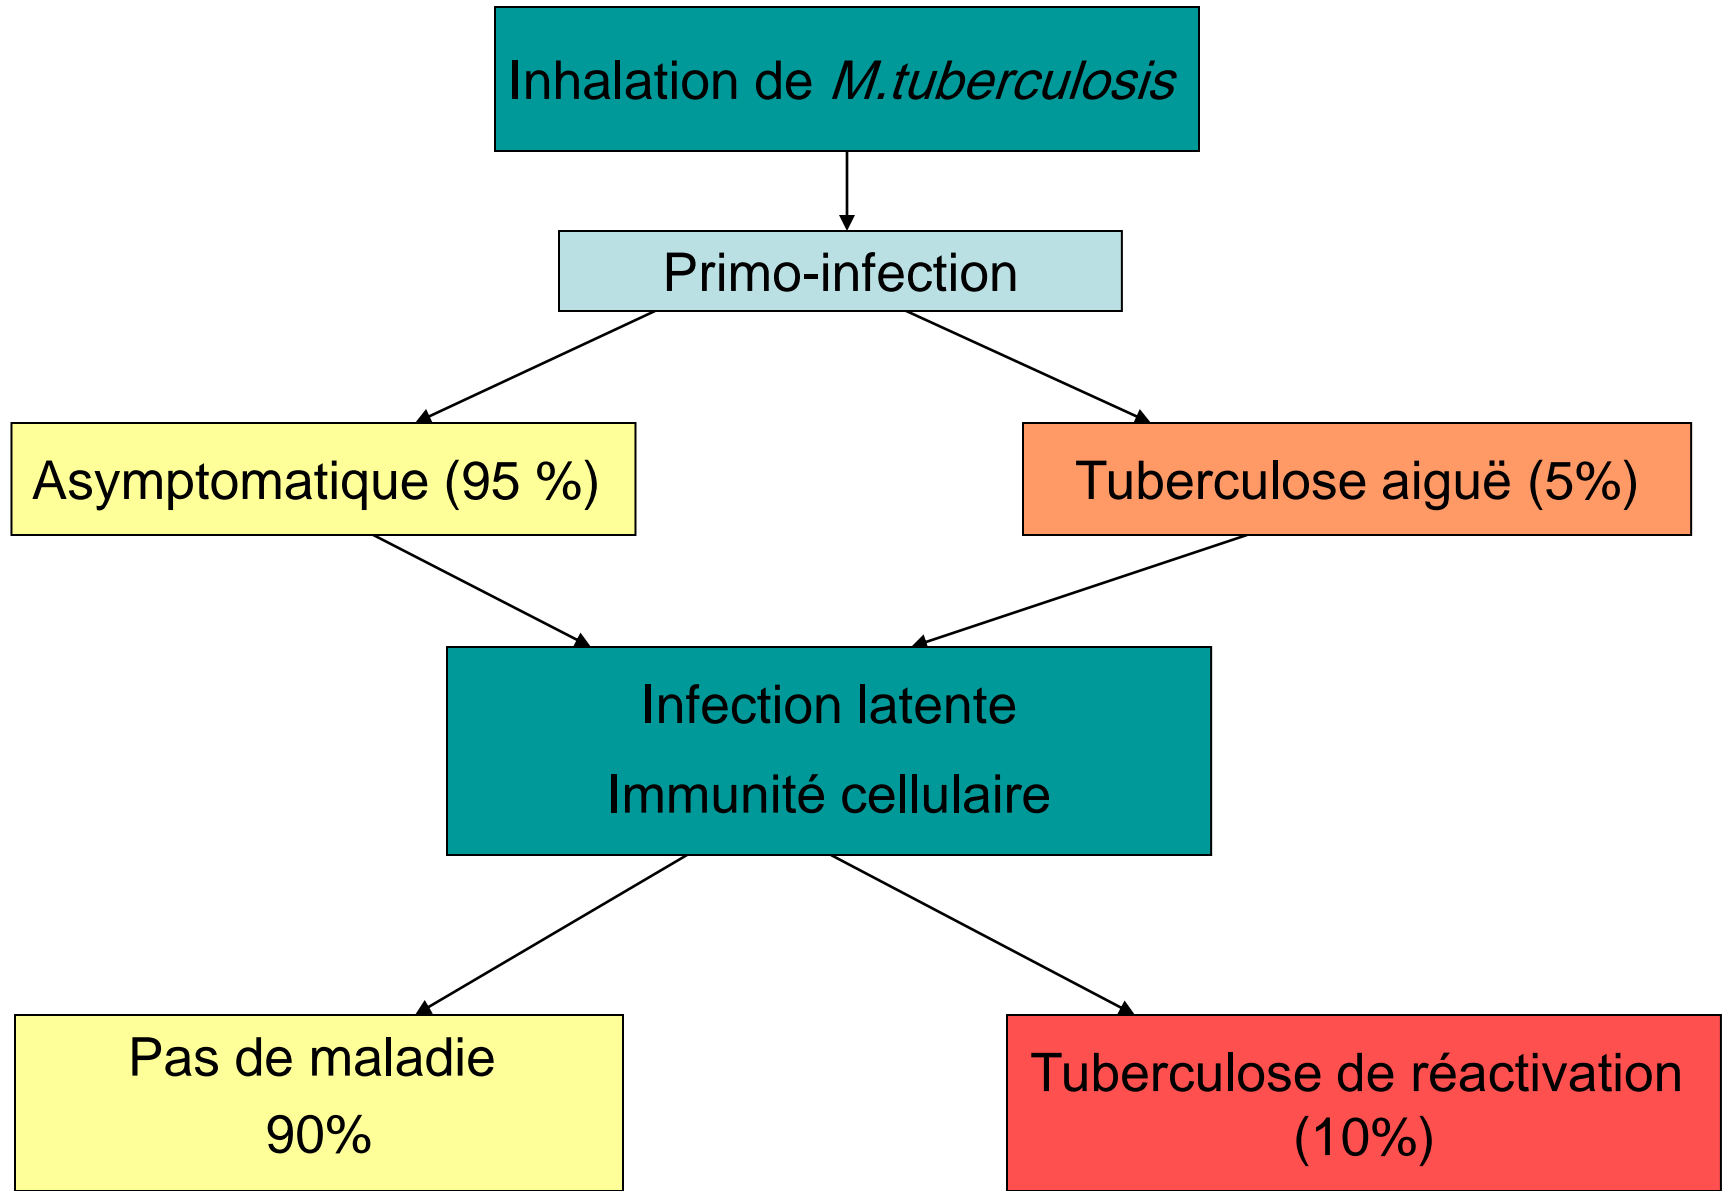 Inhalation de M.tuberculosis
Primo-infection
Asymptomatique (95 %)
Tuberculose aiguë (5%)
Infection latente
Immunité cellulaire
Pas de maladie
90%
Tuberculose de réactivation
(10%)